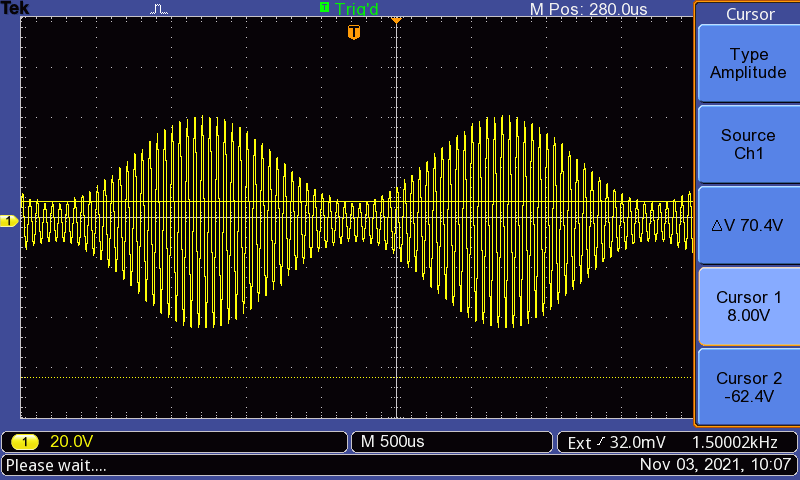 Tek
T Trig'd
M Pos: 280.0us
T
1
Cursor
Type
Amplitude
Source
Ch1
△V 70.4V
Cursor 1
8.00V
Cursor 2
-62.4V
1 20.0V
M 500us
Ext 32.0mV
1.50002kHz
Please wait....
Nov 03, 2021, 10:07